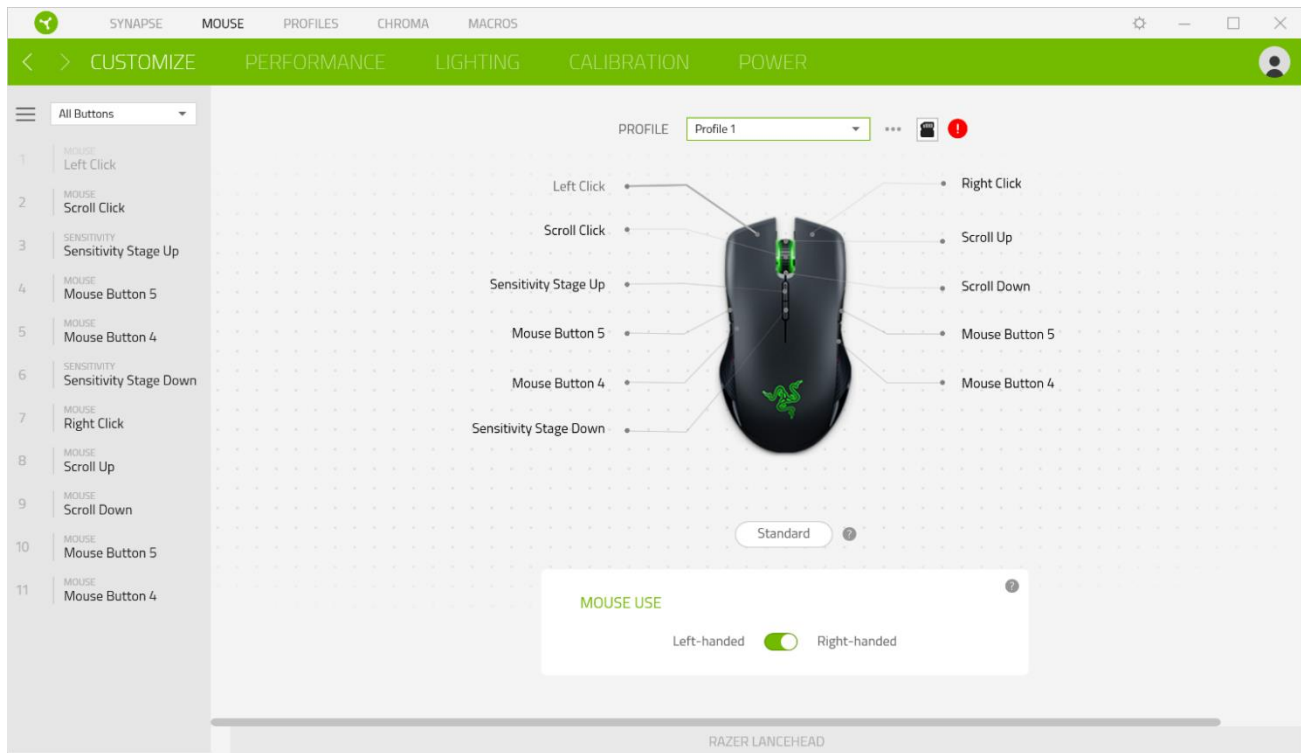 SYNAPSE MOUSE PROFILES CHROMA MACROS
CUSTOMIZE PERFORMANCE LIGHTING CALIBRATION POWER
All Buttons
1 MOUSE
Left Click
2 MOUSE
Scroll Click
3 SENSITIVITY
Sensitivity Stage Up
4 MOUSE
Mouse Button 5
5 MOUSE
Mouse Button 4
6 SENSITIVITY
Sensitivity Stage Down
7 MOUSE
Right Click
8 MOUSE
Scroll Up
9 MOUSE
Scroll Down
10 MOUSE
Mouse Button 5
11 MOUSE
Mouse Button 4
PROFILE Profile 1 ... !
Left Click
Scroll Click
Sensitivity Stage Up
Mouse Button 5
Mouse Button 4
Sensitivity Stage Down
Right Click
Scroll Up
Scroll Down
Mouse Button 5
Mouse Button 4
Standard ?
MOUSE USE ?
Left-handed Right-handed
RAZER LANCEHEAD